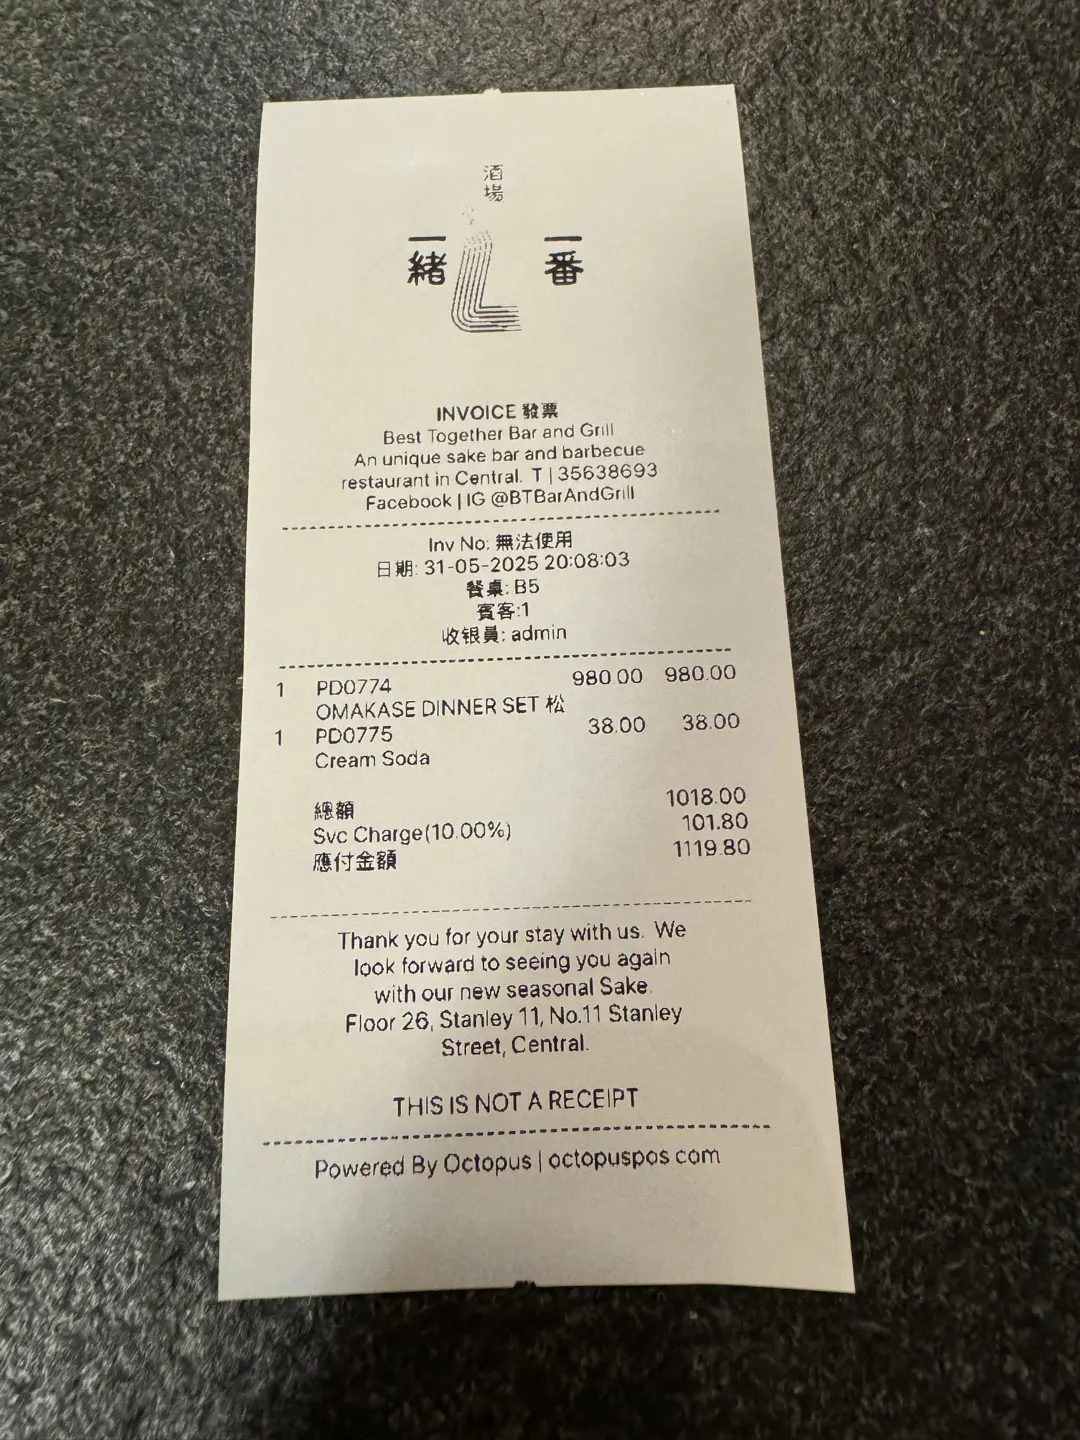 酒場
一緒
一番
INVOICE 發票
Best Together Bar and Grill
An unique sake bar and barbecue
restaurant in Central. T | 35638693
Facebook | IG @BTBarAndGrill
Inv No: 無法使用
日期: 31-05-2025 20:08:03
餐桌: B5
賓客:1
收银員: admin
1 PD0774 980.00 980.00
OMAKASE DINNER SET 松
1 PD0775 38.00 38.00
Cream Soda
總額 1018.00
Svc Charge(10.00%) 101.80
應付金額 1119.80
Thank you for your stay with us. We
look forward to seeing you again
with our new seasonal Sake.
Floor 26, Stanley 11, No.11 Stanley
Street, Central.
THIS IS NOT A RECEIPT
Powered By Octopus | octopuspos.com